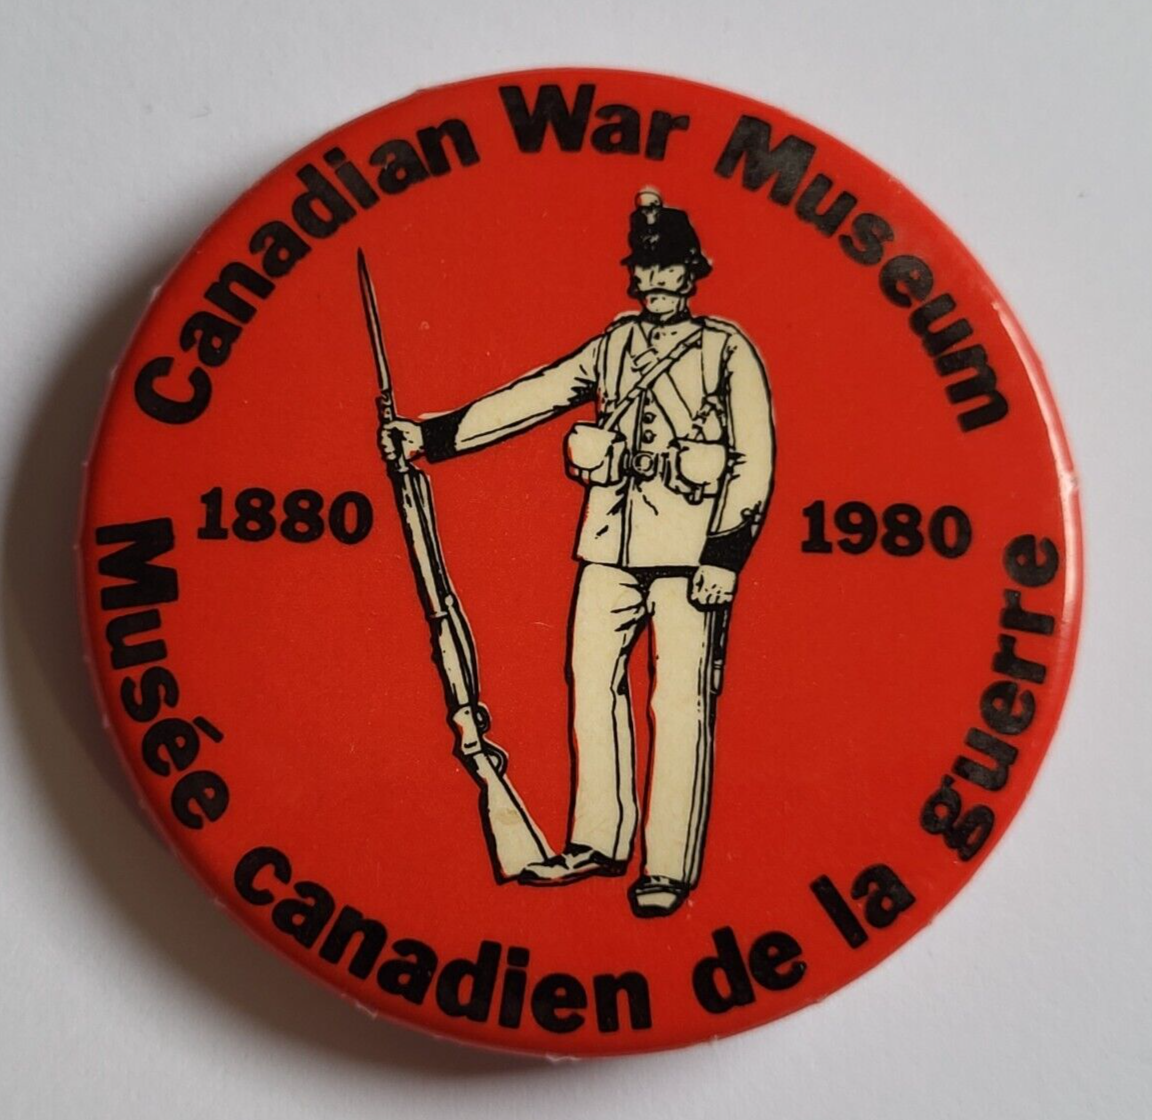 Canadian War Museum
1880 1980
Musée canadien de la guerre